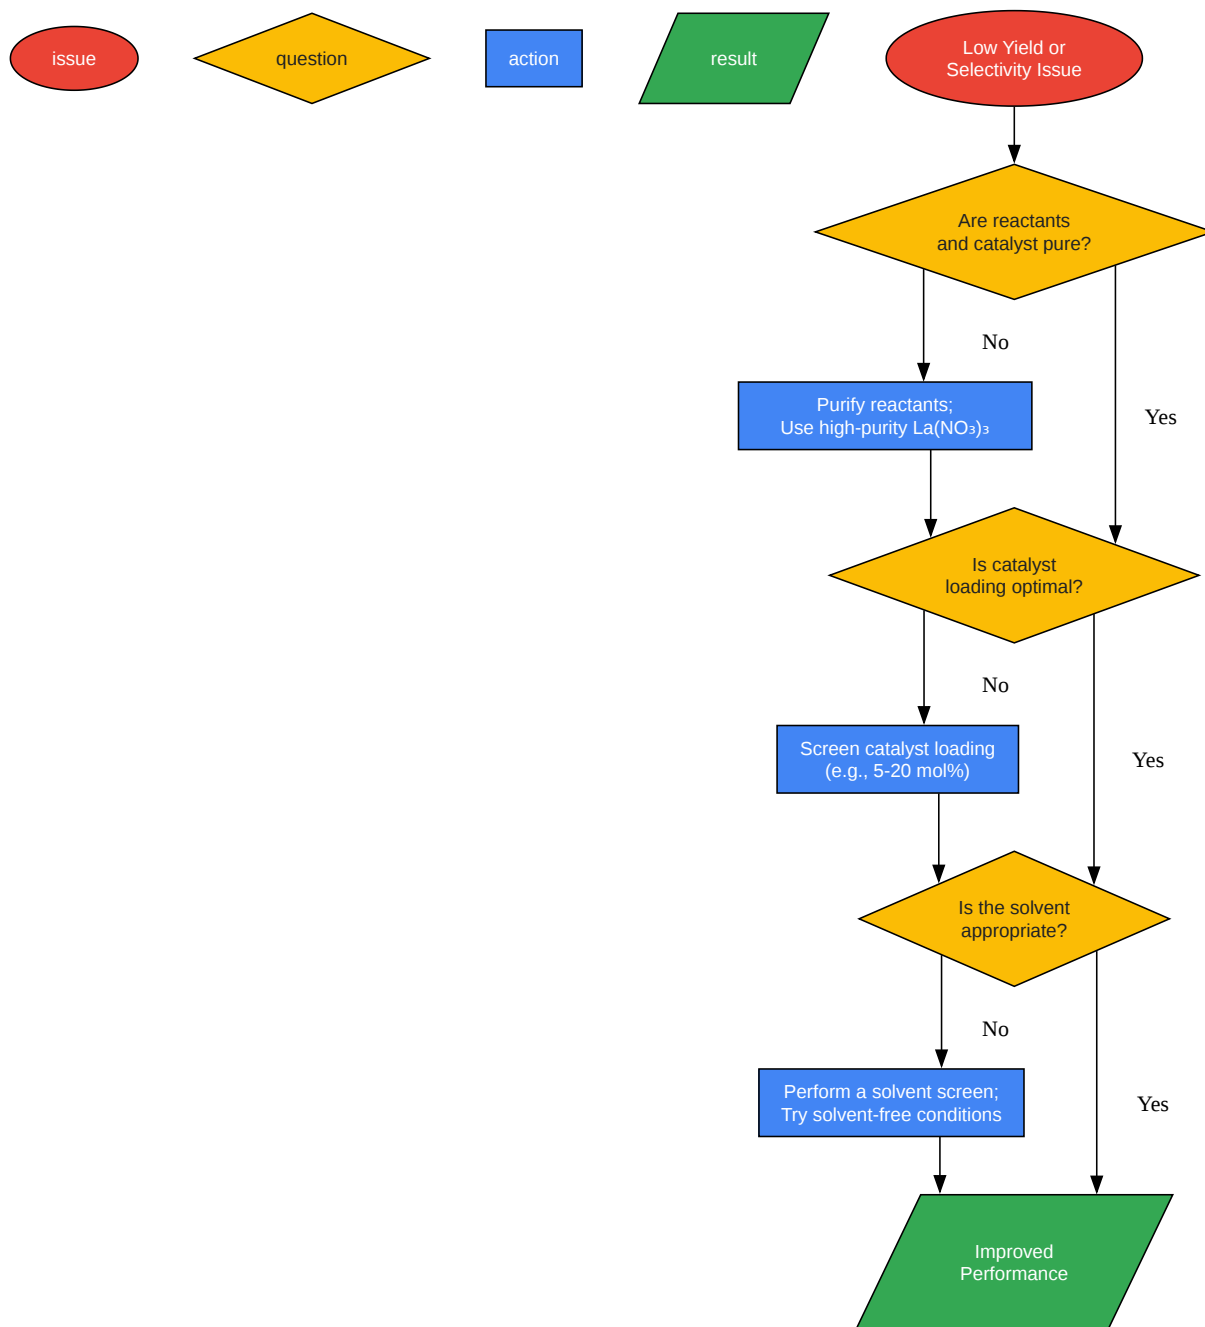 issue
question
action
result
Low Yield or
Selectivity Issue
Are reactants
and catalyst pure?
No
Yes
Purify reactants;
Use high-purity La(NO₃)₃
Is catalyst
loading optimal?
No
Yes
Screen catalyst loading
(e.g., 5-20 mol%)
Is the solvent
appropriate?
No
Yes
Perform a solvent screen;
Try solvent-free conditions
Improved
Performance